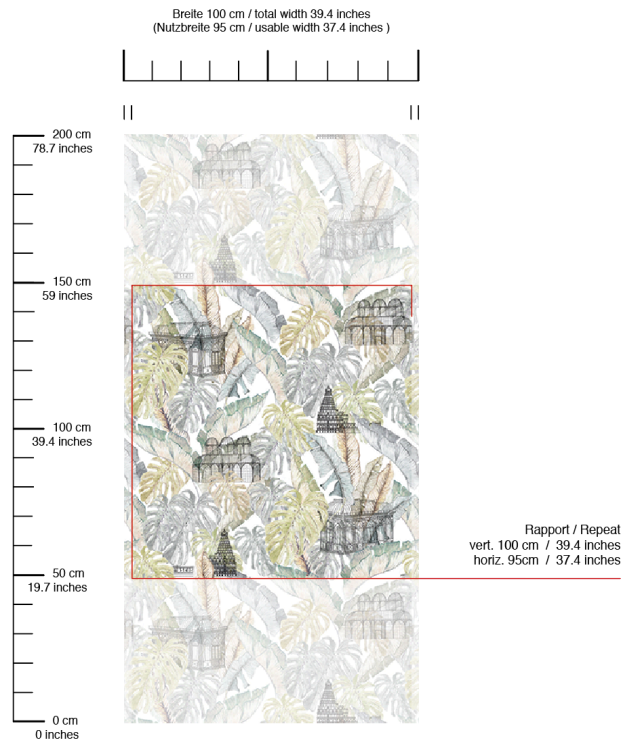 Breite 100 cm / total width 39.4 inches
(Nutzbreite 95 cm / usable width 37.4 inches )
200 cm
78.7 inches
150 cm
59 inches
100 cm
39.4 inches
Rapport / Repeat
vert. 100 cm / 39.4 inches
horiz. 95cm / 37.4 inches
50 cm
19.7 inches
0 cm
0 inches